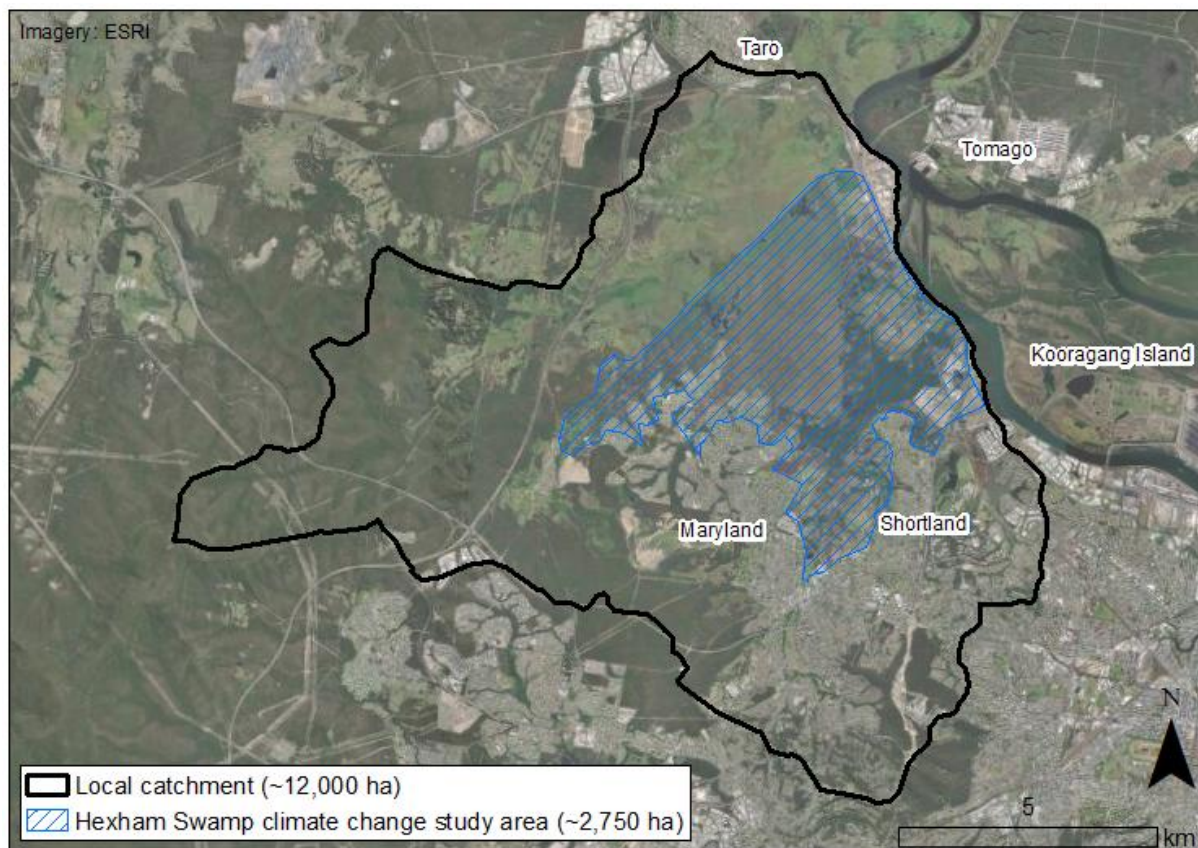 Imagery: ESRI
Taro
Tomago
Kooragang Island
Maryland
Shortland
N
Local catchment (~12,000 ha)
Hexham Swamp climate change study area (~2,750 ha)
5
km